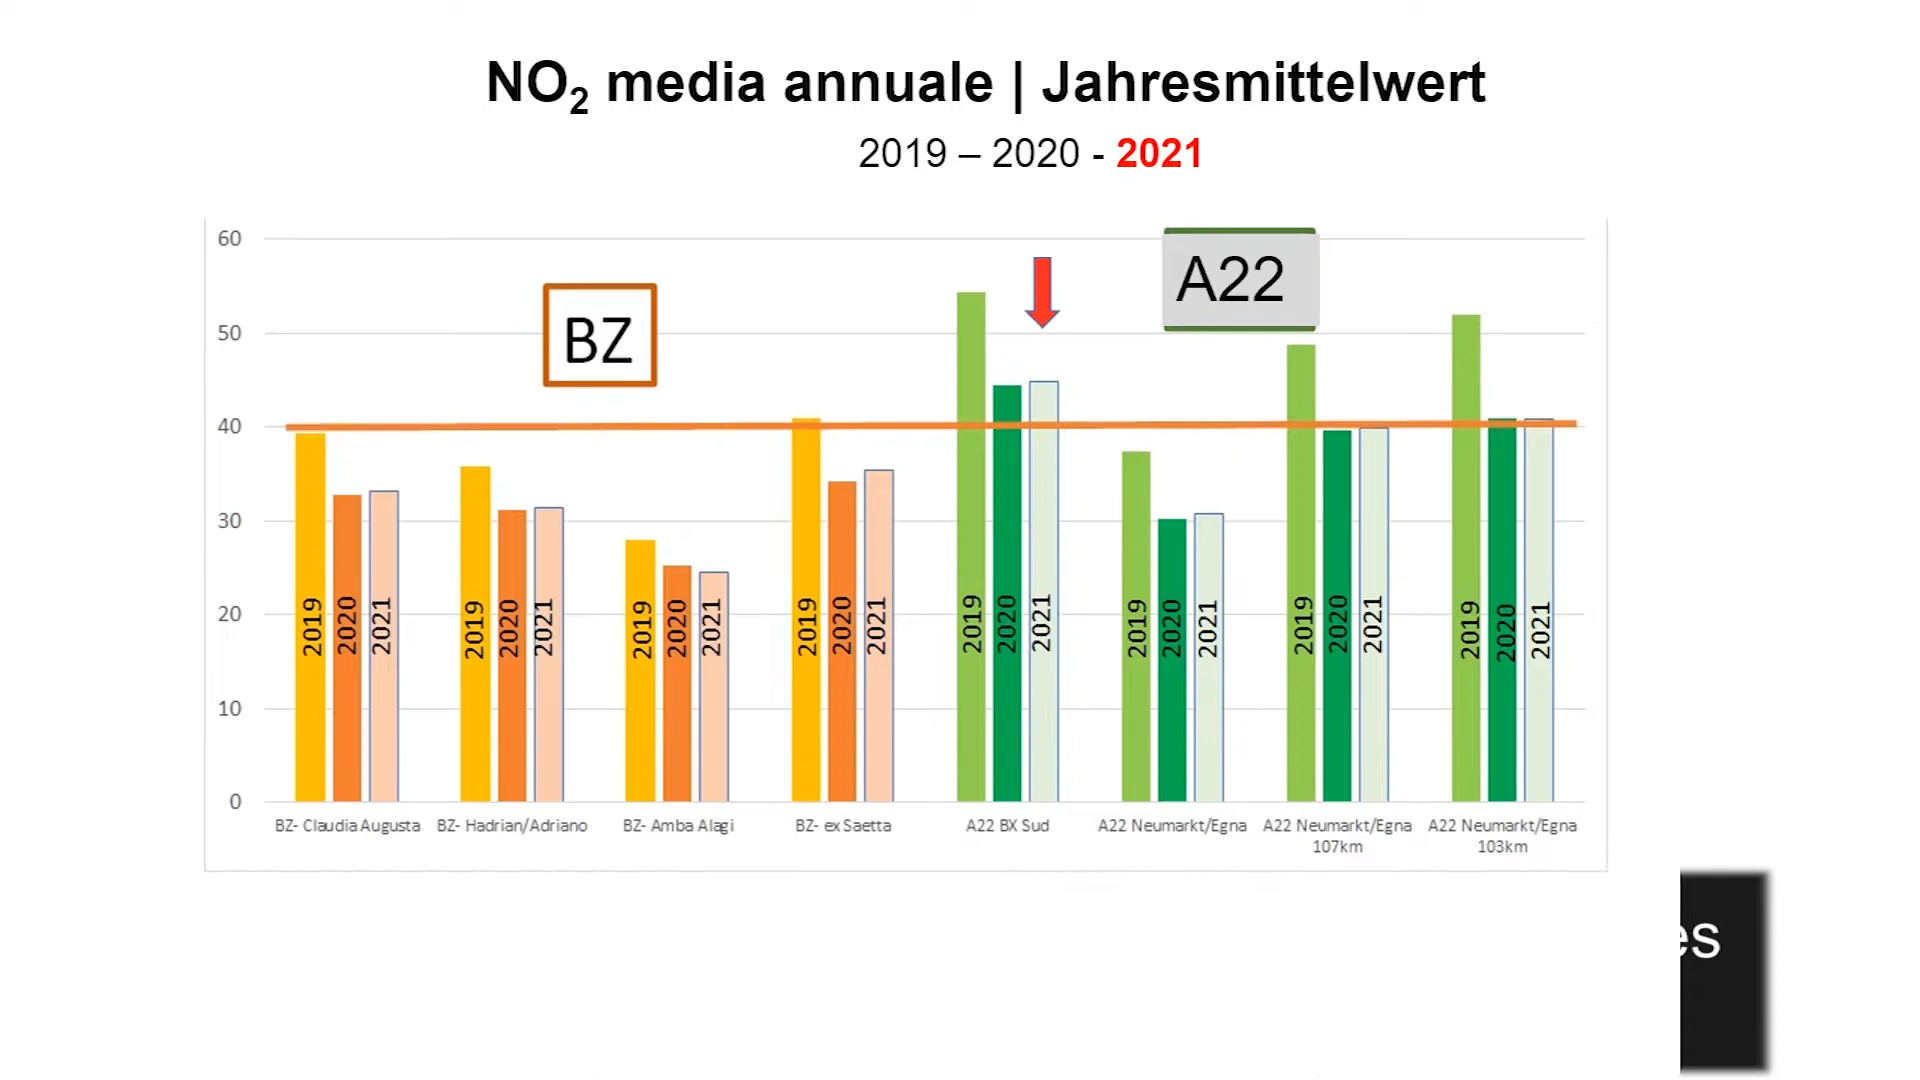 NO₂ media annuale | Jahresmittelwert
2019 – 2020 - 2021
60
50
40
30
20
10
0
BZ
A22
2019 2020 2021
2019 2020 2021
2019 2020 2021
2019 2020 2021
2019 2020 2021
2019 2020 2021
2019 2020 2021
2019 2020 2021
BZ- Claudia Augusta
BZ- Hadrian/Adriano
BZ- Amba Alagi
BZ- ex Saetta
A22 BX Sud
A22 Neumarkt/Egna
A22 Neumarkt/Egna
107km
A22 Neumarkt/Egna
103km